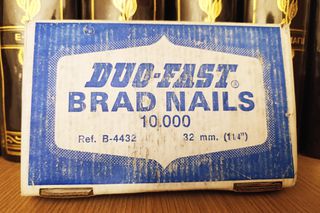 DUO-FAST®
BRAD NAILS
10.000
Ref. B-4432 32 mm. (1¼")